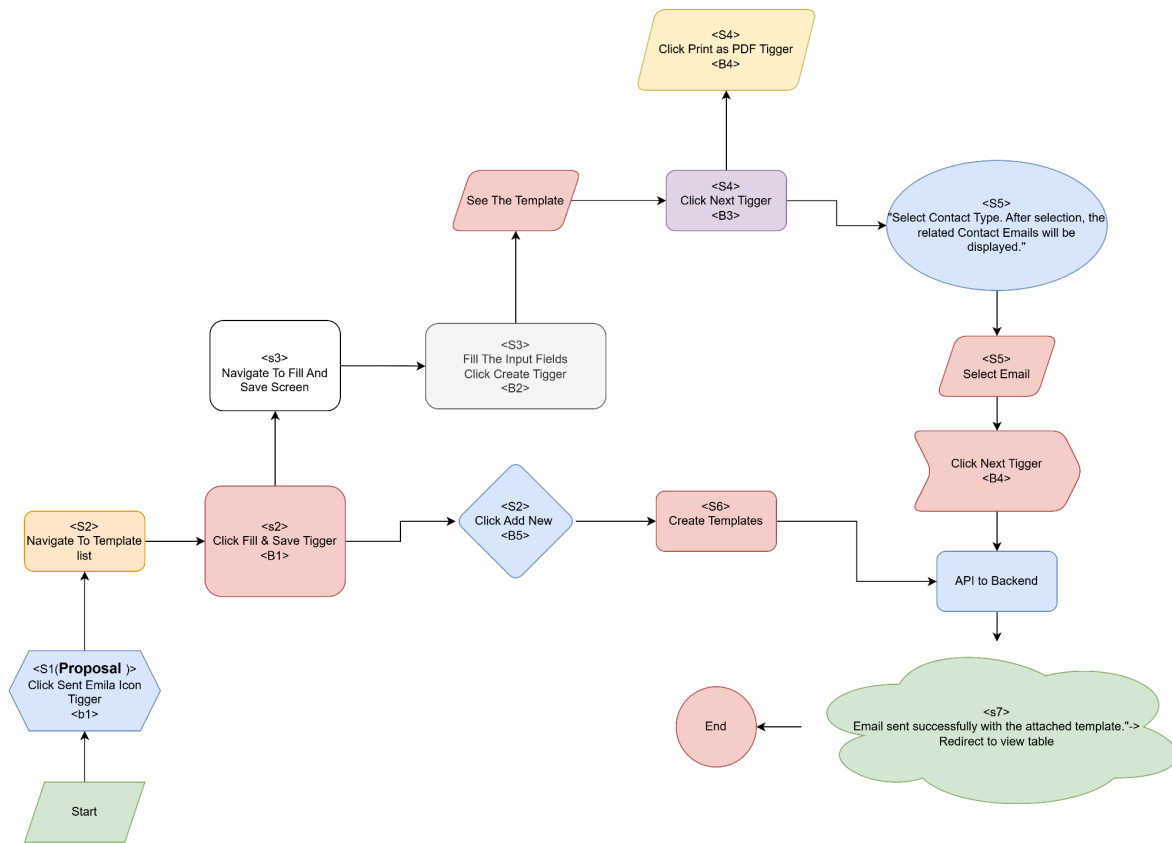 <S4>
Click Print as PDF Tigger
<B4>
See The Template
<S4>
Click Next Tigger
<B3>
<S5>
"Select Contact Type. After selection, the
related Contact Emails will be
displayed."
<s3>
Navigate To Fill And
Save Screen
<S3>
Fill The Input Fields
Click Create Tigger
<B2>
<S5>
Select Email
Click Next Tigger
<B4>
<S2>
Navigate To Template
list
<s2>
Click Fill & Save Tigger
<B1>
<S2>
Click Add New
<B5>
<S6>
Create Templates
API to Backend
<S1(Proposal )>
Click Sent Emila Icon
Tigger
<b1>
End
<s7>
Email sent successfully with the attached template."->
Redirect to view table
Start